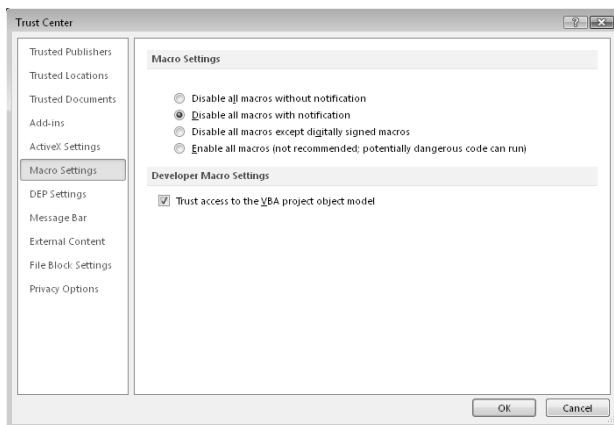 Trust Center
Trusted Publishers
Trusted Locations
Trusted Documents
Add-ins
ActiveX Settings
Macro Settings
DEP Settings
Message Bar
External Content
File Block Settings
Privacy Options
Macro Settings
Disable all macros without notification
Disable all macros with notification
Disable all macros except digitally signed macros
Enable all macros (not recommended; potentially dangerous code can run)
Developer Macro Settings
Trust access to the VBA project object model
OK
Cancel